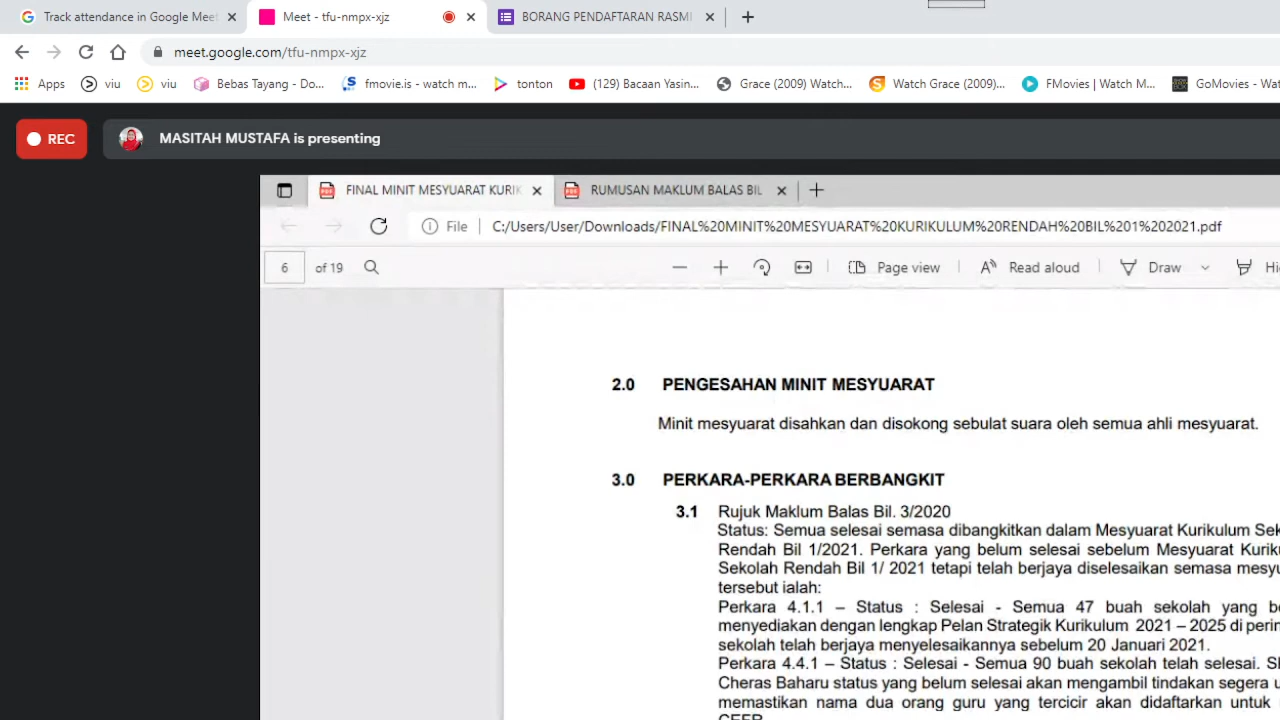 Track attendance in Google Meet
Meet - tfu-nmpx-xjz
BORANG PENDAFTARAN RASMI
meet.google.com/tfu-nmpx-xjz
Apps
viu
viu
Bebas Tayang - Do...
fmovie.is - watch m...
tonton
(129) Bacaan Yasin...
Grace (2009) Watch...
Watch Grace (2009)...
FMovies | Watch M...
GoMovies - Wat
REC
MASITAH MUSTAFA is presenting
FINAL MINIT MESYUARAT KURIK
RUMUSAN MAKLUM BALAS BIL
File
C:/Users/User/Downloads/FINAL%20MINIT%20MESYUARAT%20KURIKULUM%20RENDAH%20BIL%201%202021.pdf
6 of 19
Page view
Read aloud
Draw
2.0 PENGESAHAN MINIT MESYUARAT
Minit mesyuarat disahkan dan disokong sebulat suara oleh semua ahli mesyuarat.
3.0 PERKARA-PERKARA BERBANGKIT
3.1 Rujuk Maklum Balas Bil. 3/2020
Status: Semua selesai semasa dibangkitkan dalam Mesyuarat Kurikulum Sek
Rendah Bil 1/2021. Perkara yang belum selesai sebelum Mesyuarat Kuriku
Sekolah Rendah Bil 1/ 2021 tetapi telah berjaya diselesaikan semasa mesyu
tersebut ialah:
Perkara 4.1.1 – Status : Selesai - Semua 47 buah sekolah yang be
menyediakan dengan lengkap Pelan Strategik Kurikulum 2021 – 2025 di perin
sekolah telah berjaya menyelesaikannya sebelum 20 Januari 2021.
Perkara 4.4.1 – Status : Selesai - Semua 90 buah sekolah telah selesai. S
Cheras Baharu status yang belum selesai akan mengambil tindakan segera u
memastikan nama dua orang guru yang tercicir akan didaftarkan untuk